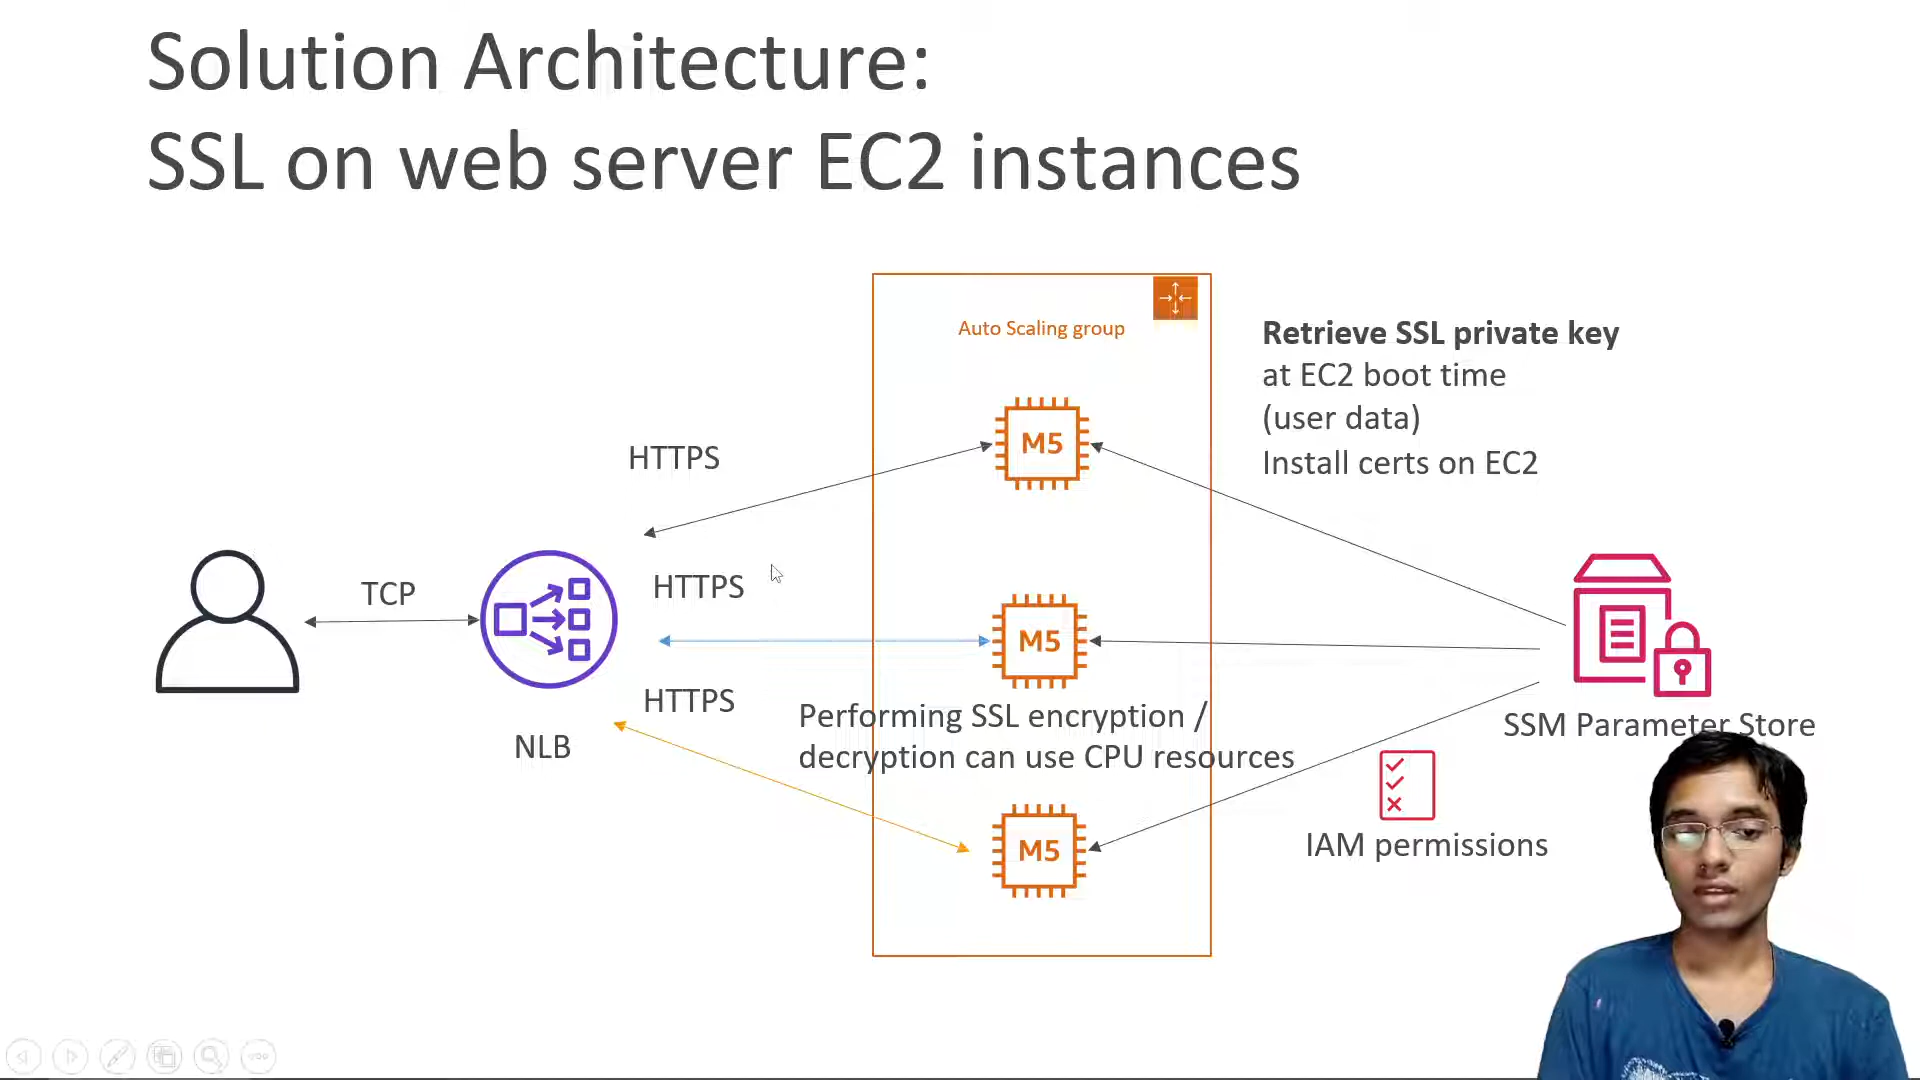 Solution Architecture:
SSL on web server EC2 instances
Auto Scaling group
Retrieve SSL private key
at EC2 boot time
(user data)
Install certs on EC2
M5
HTTPS
TCP
HTTPS
M5
HTTPS
NLB
Performing SSL encryption /
decryption can use CPU resources
SSM Parameter Store
M5
IAM permissions